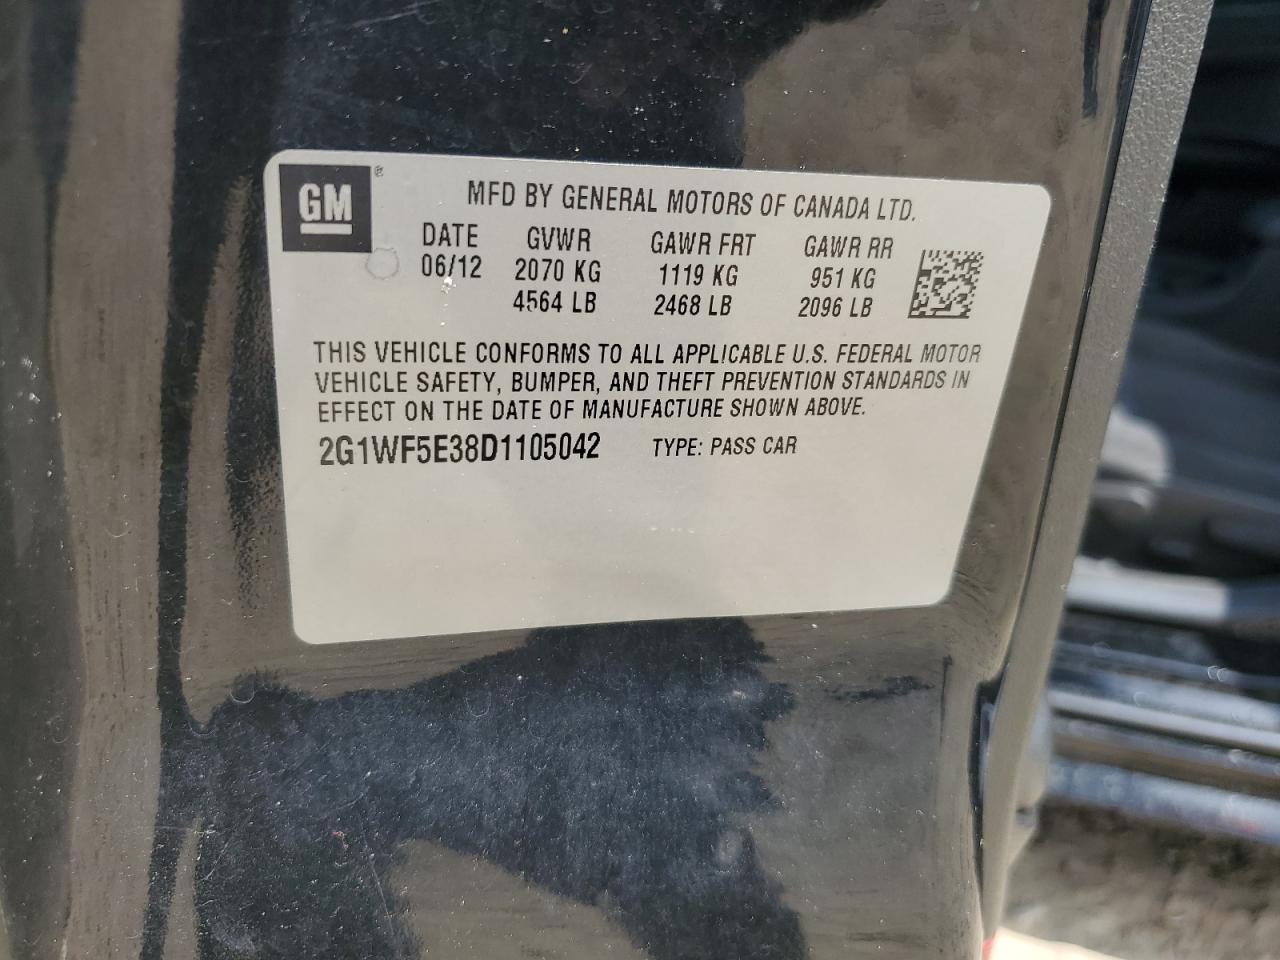 GM ®
MFD BY GENERAL MOTORS OF CANADA LTD.
DATE GVWR GAWR FRT GAWR RR
06/12 2070 KG 1119 KG 951 KG
4564 LB 2468 LB 2096 LB
THIS VEHICLE CONFORMS TO ALL APPLICABLE U.S. FEDERAL MOTOR
VEHICLE SAFETY, BUMPER, AND THEFT PREVENTION STANDARDS IN
EFFECT ON THE DATE OF MANUFACTURE SHOWN ABOVE.
2G1WF5E38D1105042 TYPE: PASS CAR